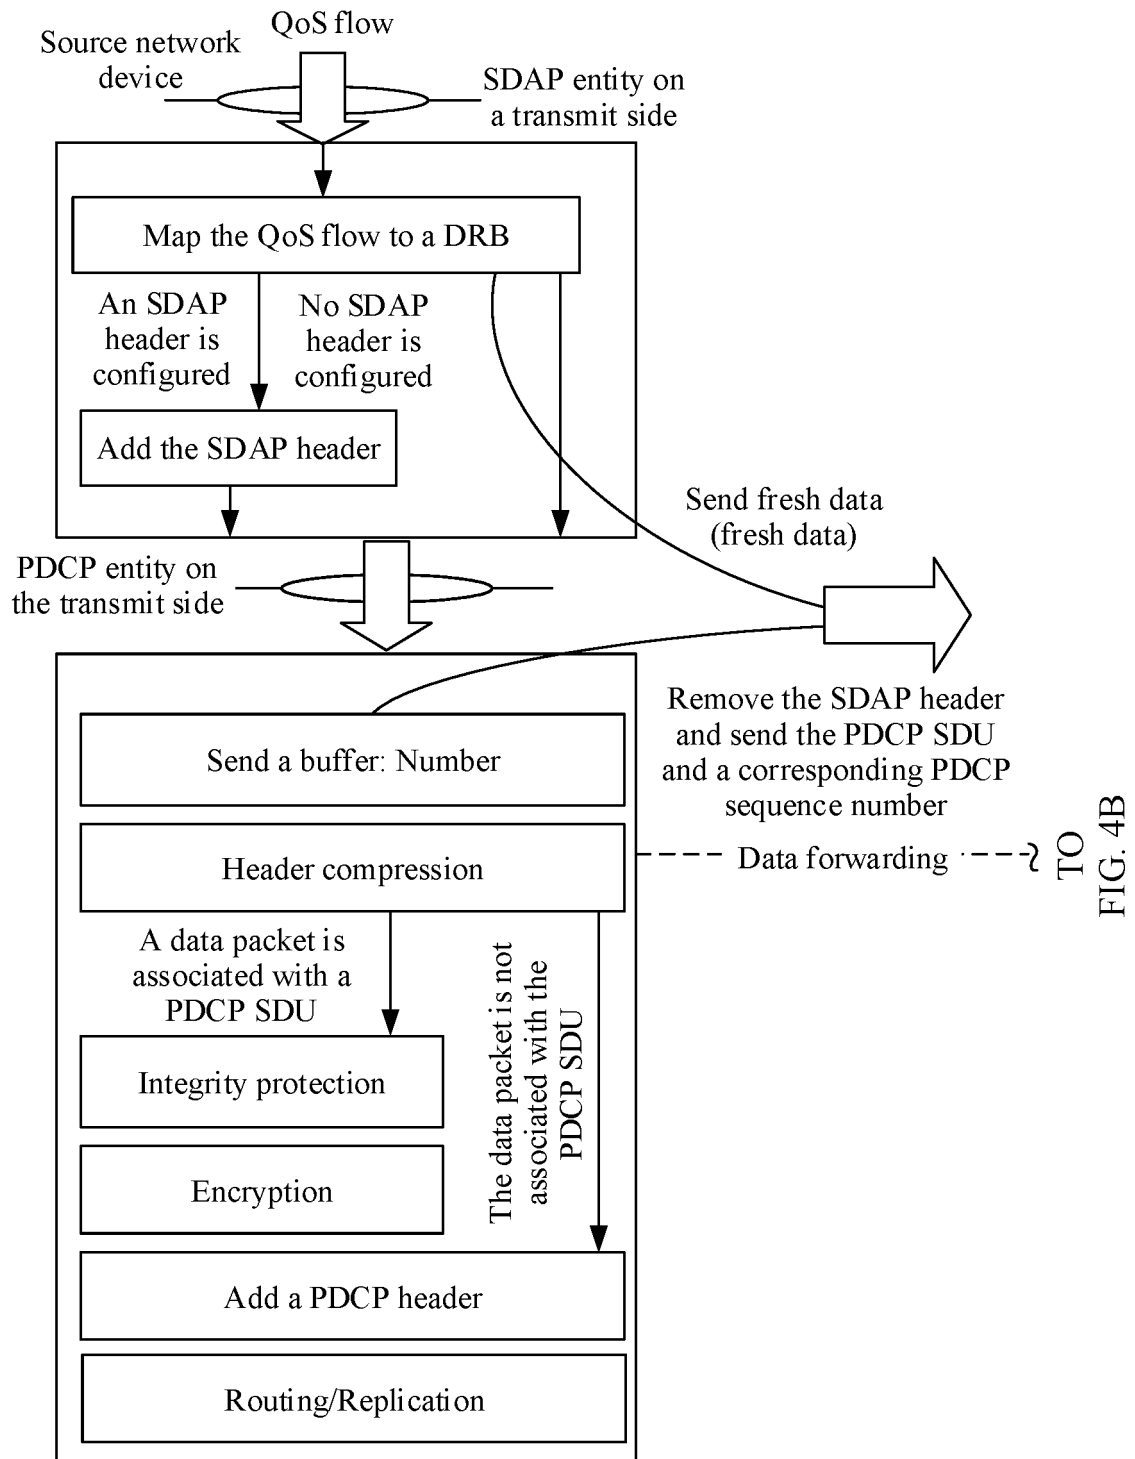 QoS flow
Source network
device
SDAP entity on
a transmit side
Map the QoS flow to a DRB
An SDAP
header is
configured
No SDAP
header is
configured
Add the SDAP header
Send fresh data
(fresh data)
PDCP entity on
the transmit side
Remove the SDAP header
and send the PDCP SDU
and a corresponding PDCP
sequence number
Send a buffer: Number
Header compression
Data forwarding
TO
FIG. 4B
A data packet is
associated with a
PDCP SDU
The data packet is not
associated with the
PDCP SDU
Integrity protection
Encryption
Add a PDCP header
Routing/Replication